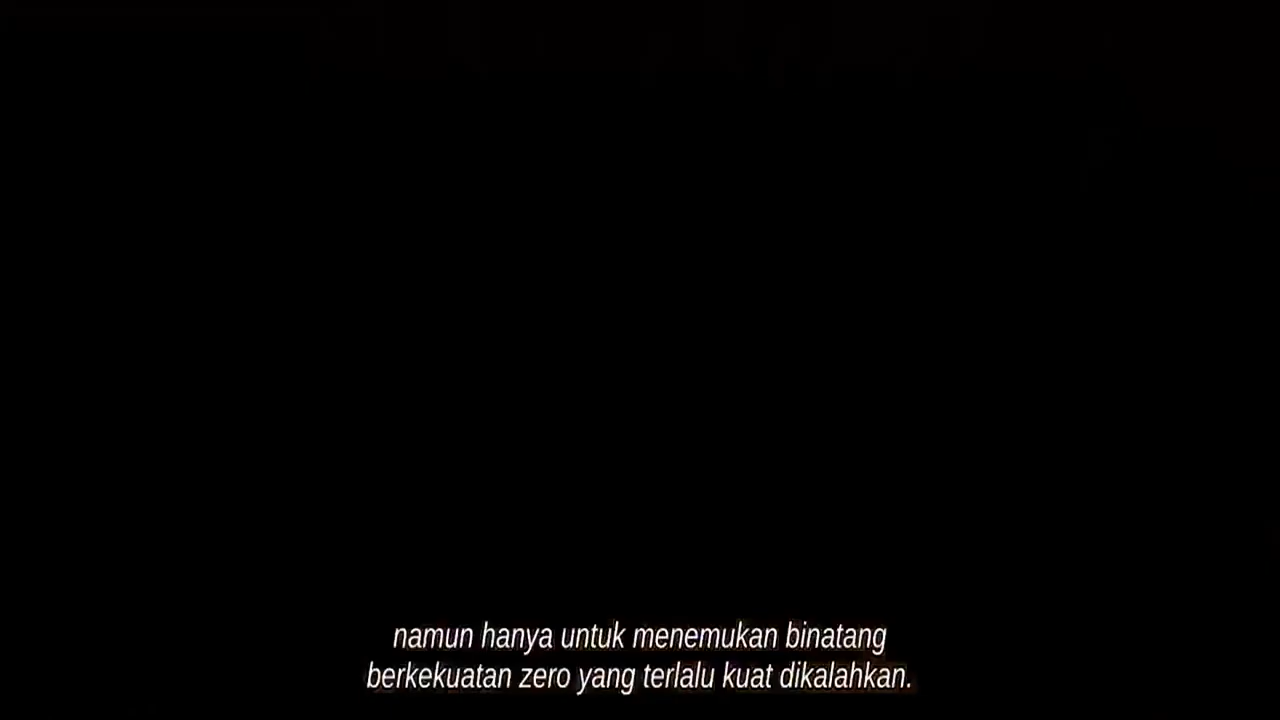 namun hanya untuk menemukan binatang
berkekuatan zero yang terlalu kuat dikalahkan.